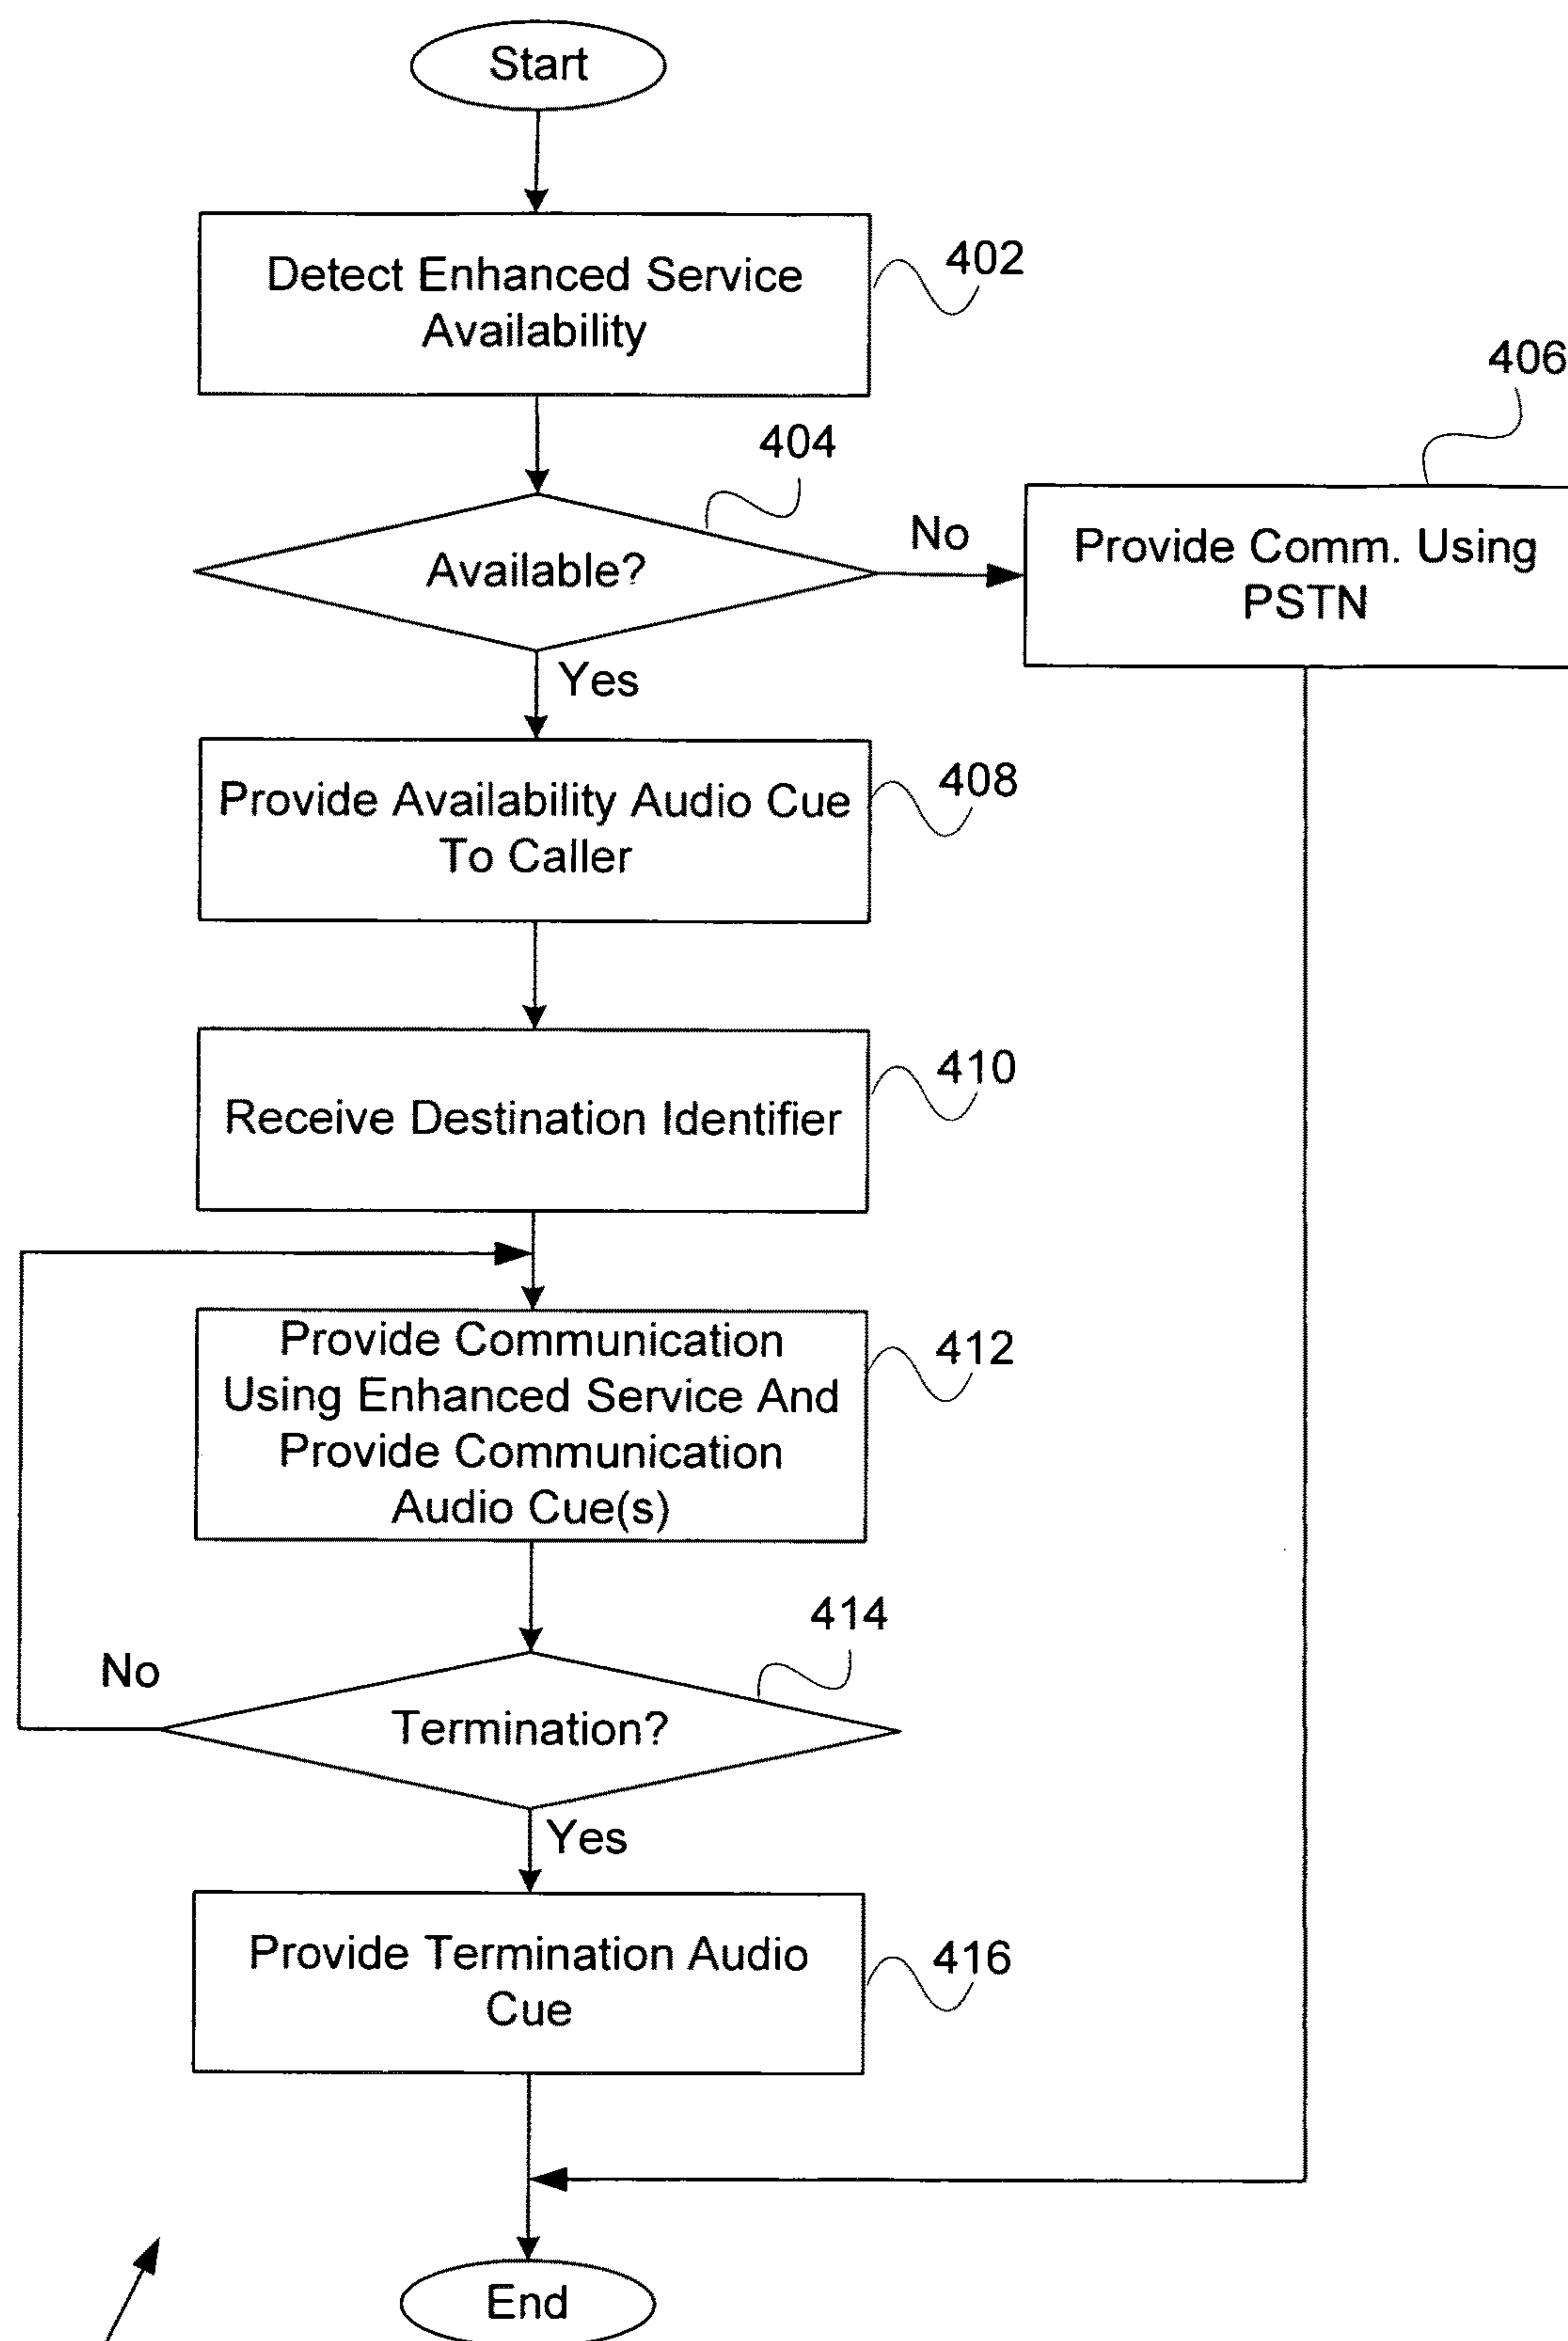 Start
Detect Enhanced Service
Availability
402
404
Available?
No
406
Provide Comm. Using
PSTN
Yes
Provide Availability Audio Cue
To Caller
408
Receive Destination Identifier
410
Provide Communication
Using Enhanced Service And
Provide Communication
Audio Cue(s)
412
414
No
Termination?
Yes
Provide Termination Audio
Cue
416
End